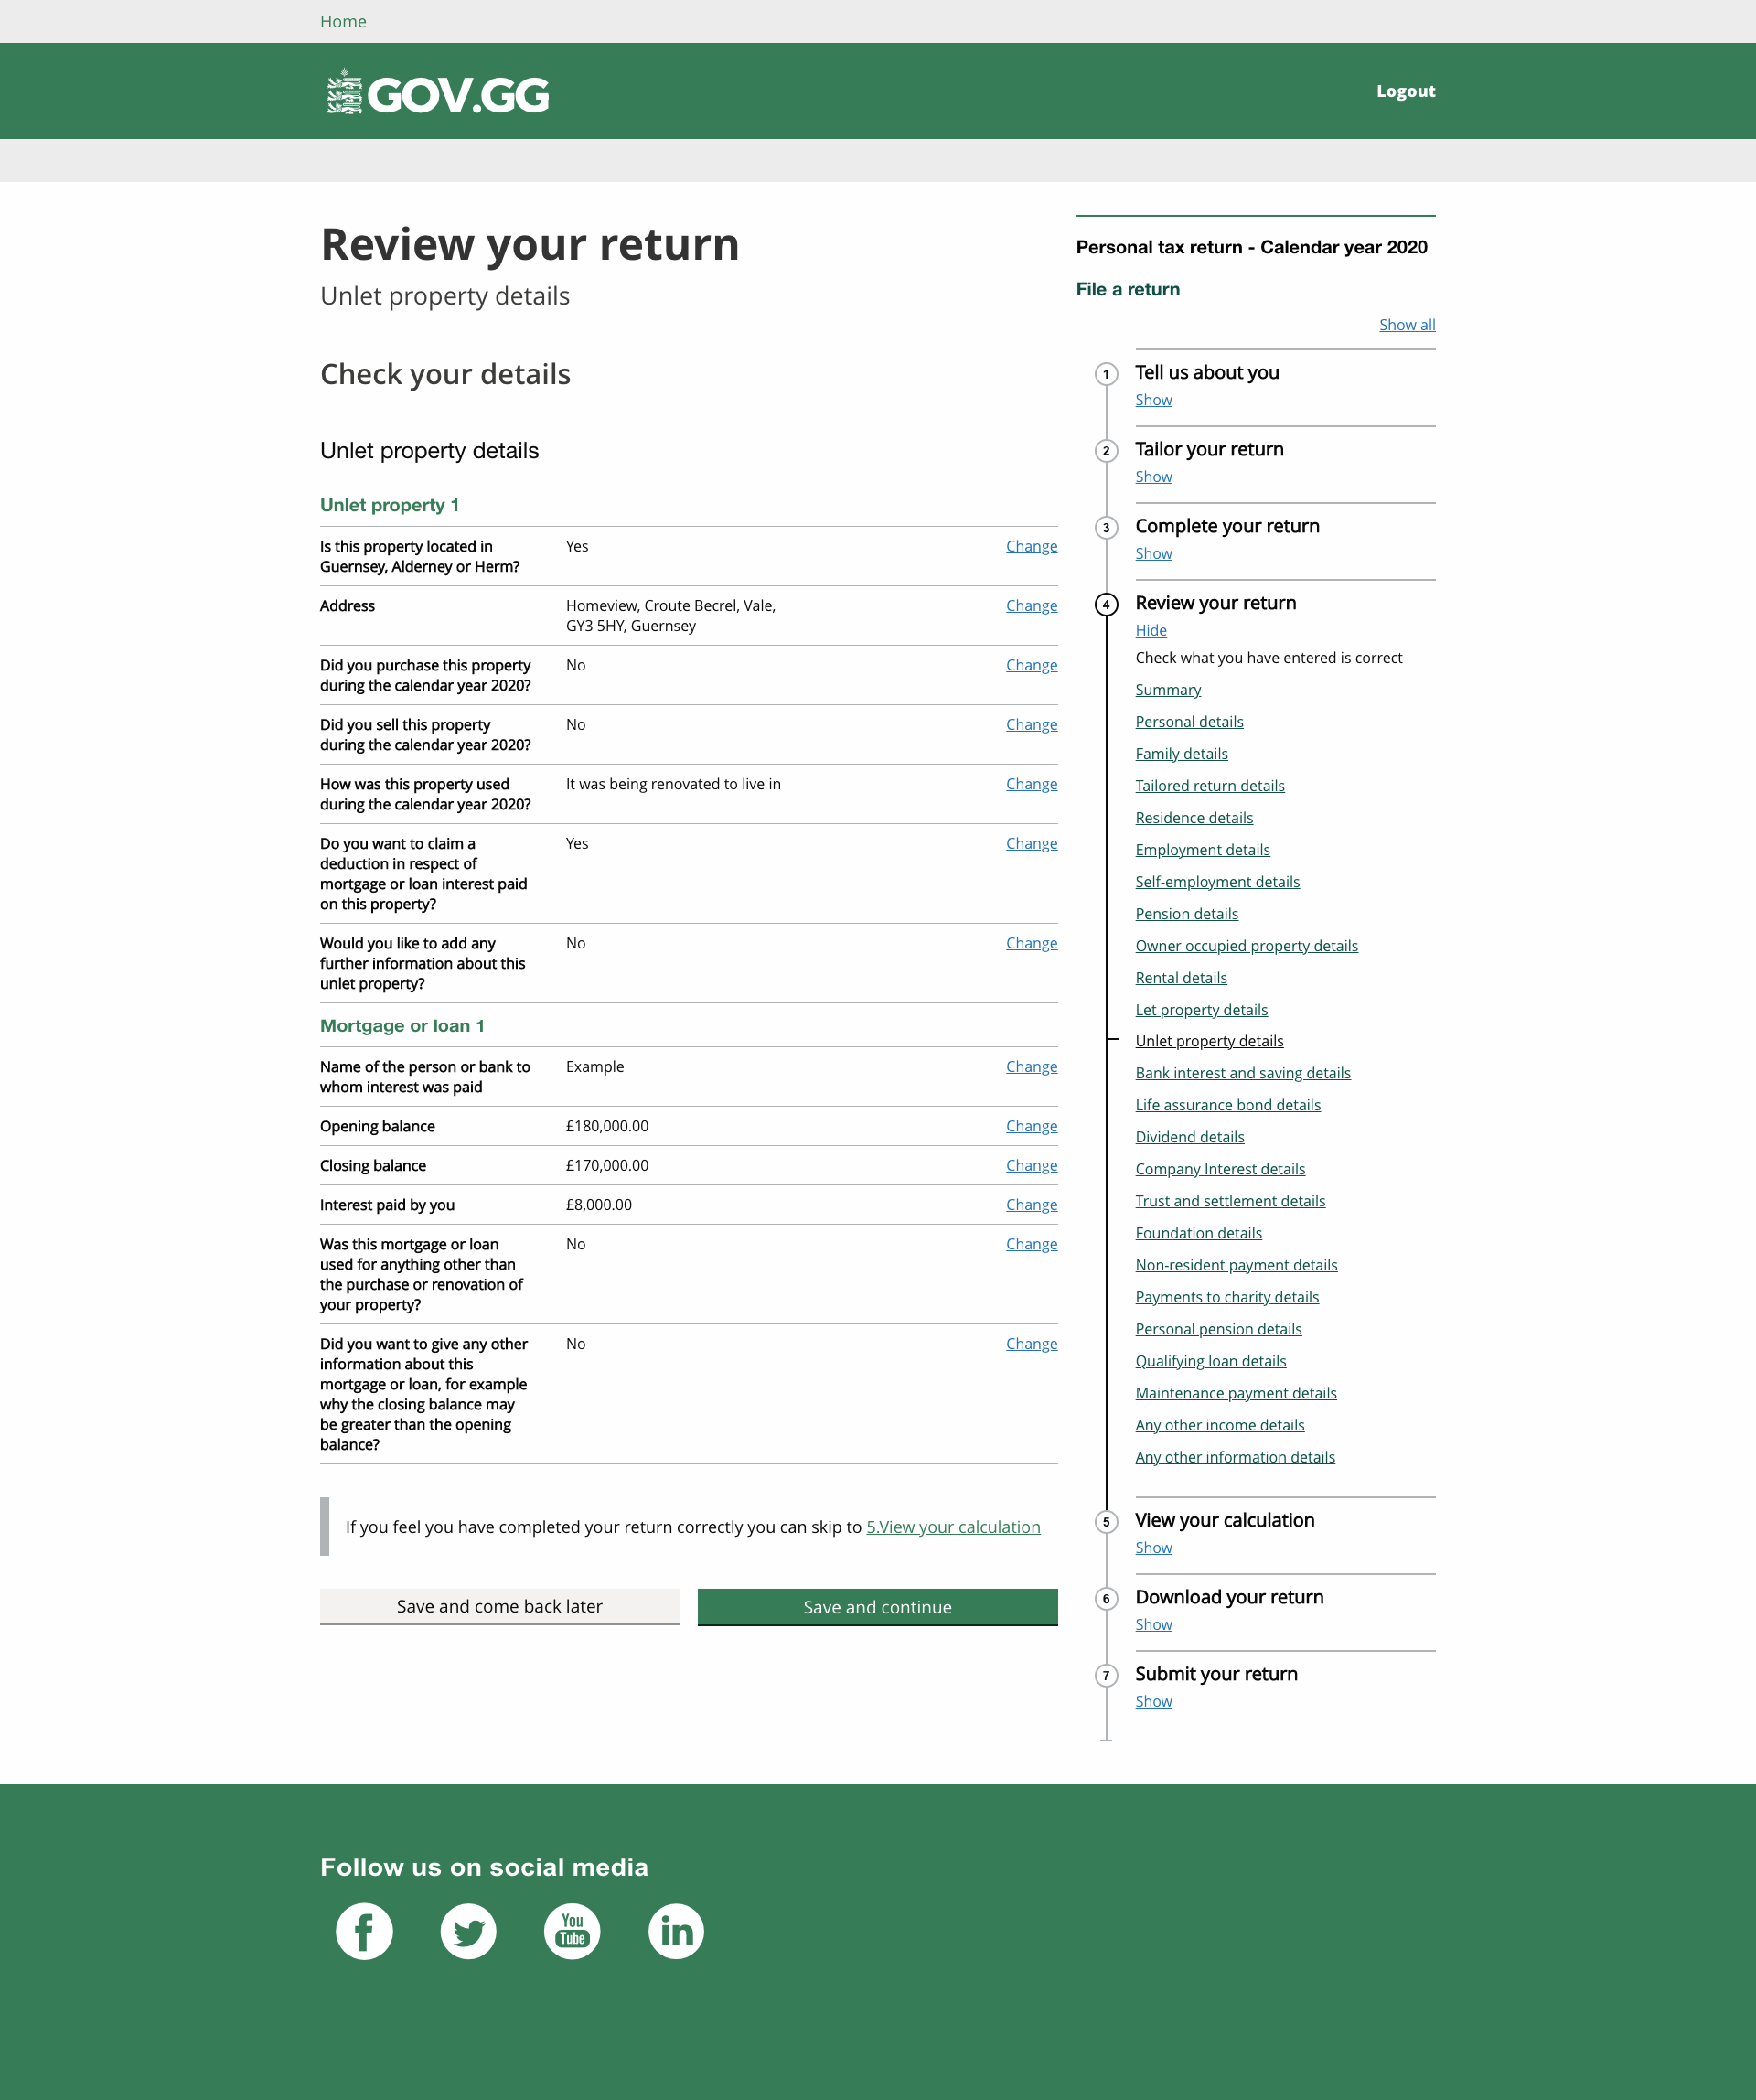 Home
GOV.GG
Logout
Review your return
Unlet property details
Check your details
Unlet property details
Unlet property 1
Is this property located in
Guernsey, Alderney or Herm?
Yes
Change
Address
Homeview, Croute Becrel, Vale,
GY3 5HY, Guernsey
Change
Did you purchase this property
during the calendar year 2020?
No
Change
Did you sell this property
during the calendar year 2020?
No
Change
How was this property used
during the calendar year 2020?
It was being renovated to live in
Change
Do you want to claim a
deduction in respect of
mortgage or loan interest paid
on this property?
Yes
Change
Would you like to add any
further information about this
unlet property?
No
Change
Mortgage or loan 1
Name of the person or bank to
whom interest was paid
Example
Change
Opening balance
£180,000.00
Change
Closing balance
£170,000.00
Change
Interest paid by you
£8,000.00
Change
Was this mortgage or loan
used for anything other than
the purchase or renovation of
your property?
No
Change
Did you want to give any other
information about this
mortgage or loan, for example
why the closing balance may
be greater than the opening
balance?
No
Change
If you feel you have completed your return correctly you can skip to 5.View your calculation
Save and come back later
Save and continue
Personal tax return - Calendar year 2020
File a return
Show all
1
Tell us about you
Show
2
Tailor your return
Show
3
Complete your return
Show
4
Review your return
Hide
Check what you have entered is correct
Summary
Personal details
Family details
Tailored return details
Residence details
Employment details
Self-employment details
Pension details
Owner occupied property details
Rental details
Let property details
Unlet property details
Bank interest and saving details
Life assurance bond details
Dividend details
Company Interest details
Trust and settlement details
Foundation details
Non-resident payment details
Payments to charity details
Personal pension details
Qualifying loan details
Maintenance payment details
Any other income details
Any other information details
5
View your calculation
Show
6
Download your return
Show
7
Submit your return
Show
Follow us on social media
f
You
Tube
in